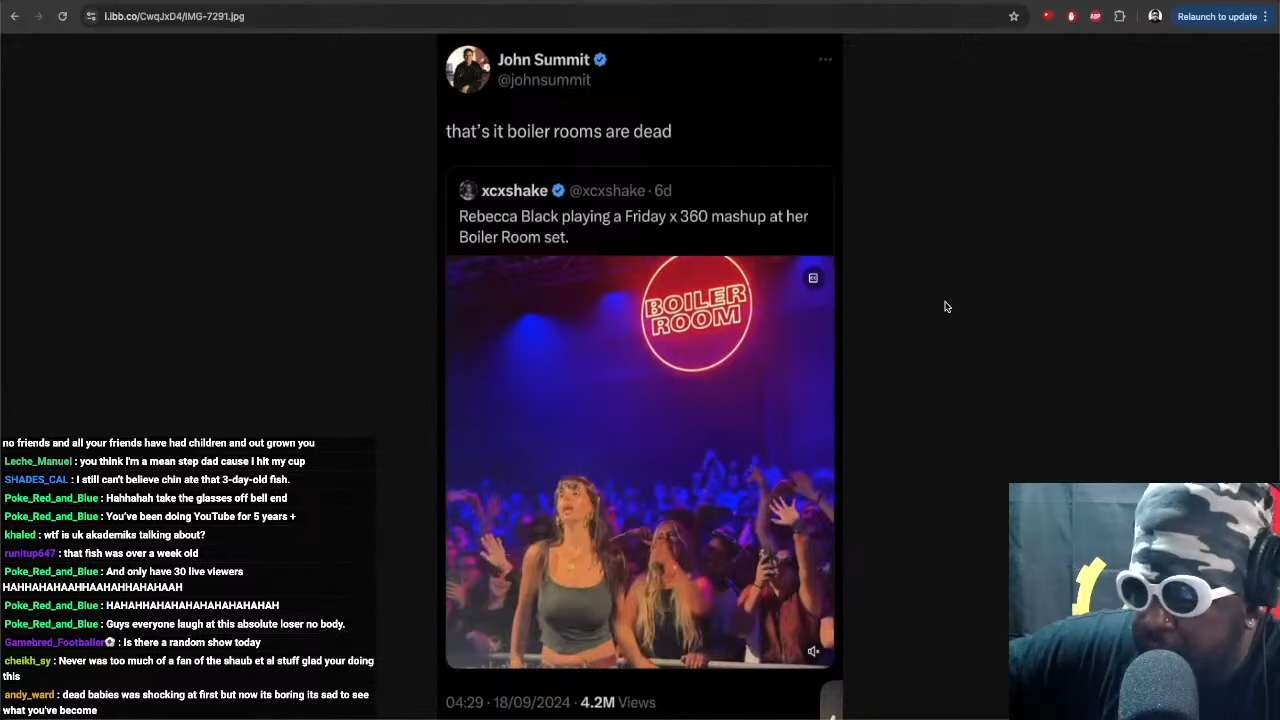 i.ibb.co/CwqJxD4/IMG-7291.jpg
Relaunch to update
John Summit
@johnsummit
that's it boiler rooms are dead
xcxshake @xcxshake · 6d
Rebecca Black playing a Friday x 360 mashup at her
Boiler Room set.
BOILER
ROOM
04:29 · 18/09/2024 · 4.2M Views
no friends and all your friends have had children and out grown you
Leche_Manuel : you think I'm a mean step dad cause I hit my cup
SHADES_CAL : I still can't believe chin ate that 3-day-old fish.
Poke_Red_and_Blue : Hahhahah take the glasses off bell end
Poke_Red_and_Blue : You've been doing YouTube for 5 years +
khaled : wtf is uk akademiks talking about?
runitup647 : that fish was over a week old
Poke_Red_and_Blue : And only have 30 live viewers
HAHHAHAHAAHHAAHAHHAHAHAAH
Poke_Red_and_Blue : HAHAHHAHAHAHAHAHAHAHAH
Poke_Red_and_Blue : Guys everyone laugh at this absolute loser no body.
Gamebred_Footballer⚽ : Is there a random show today
cheikh_sy : Never was too much of a fan of the shaub et al stuff glad your doing
this
andy_ward : dead babies was shocking at first but now its boring its sad to see
what you've become